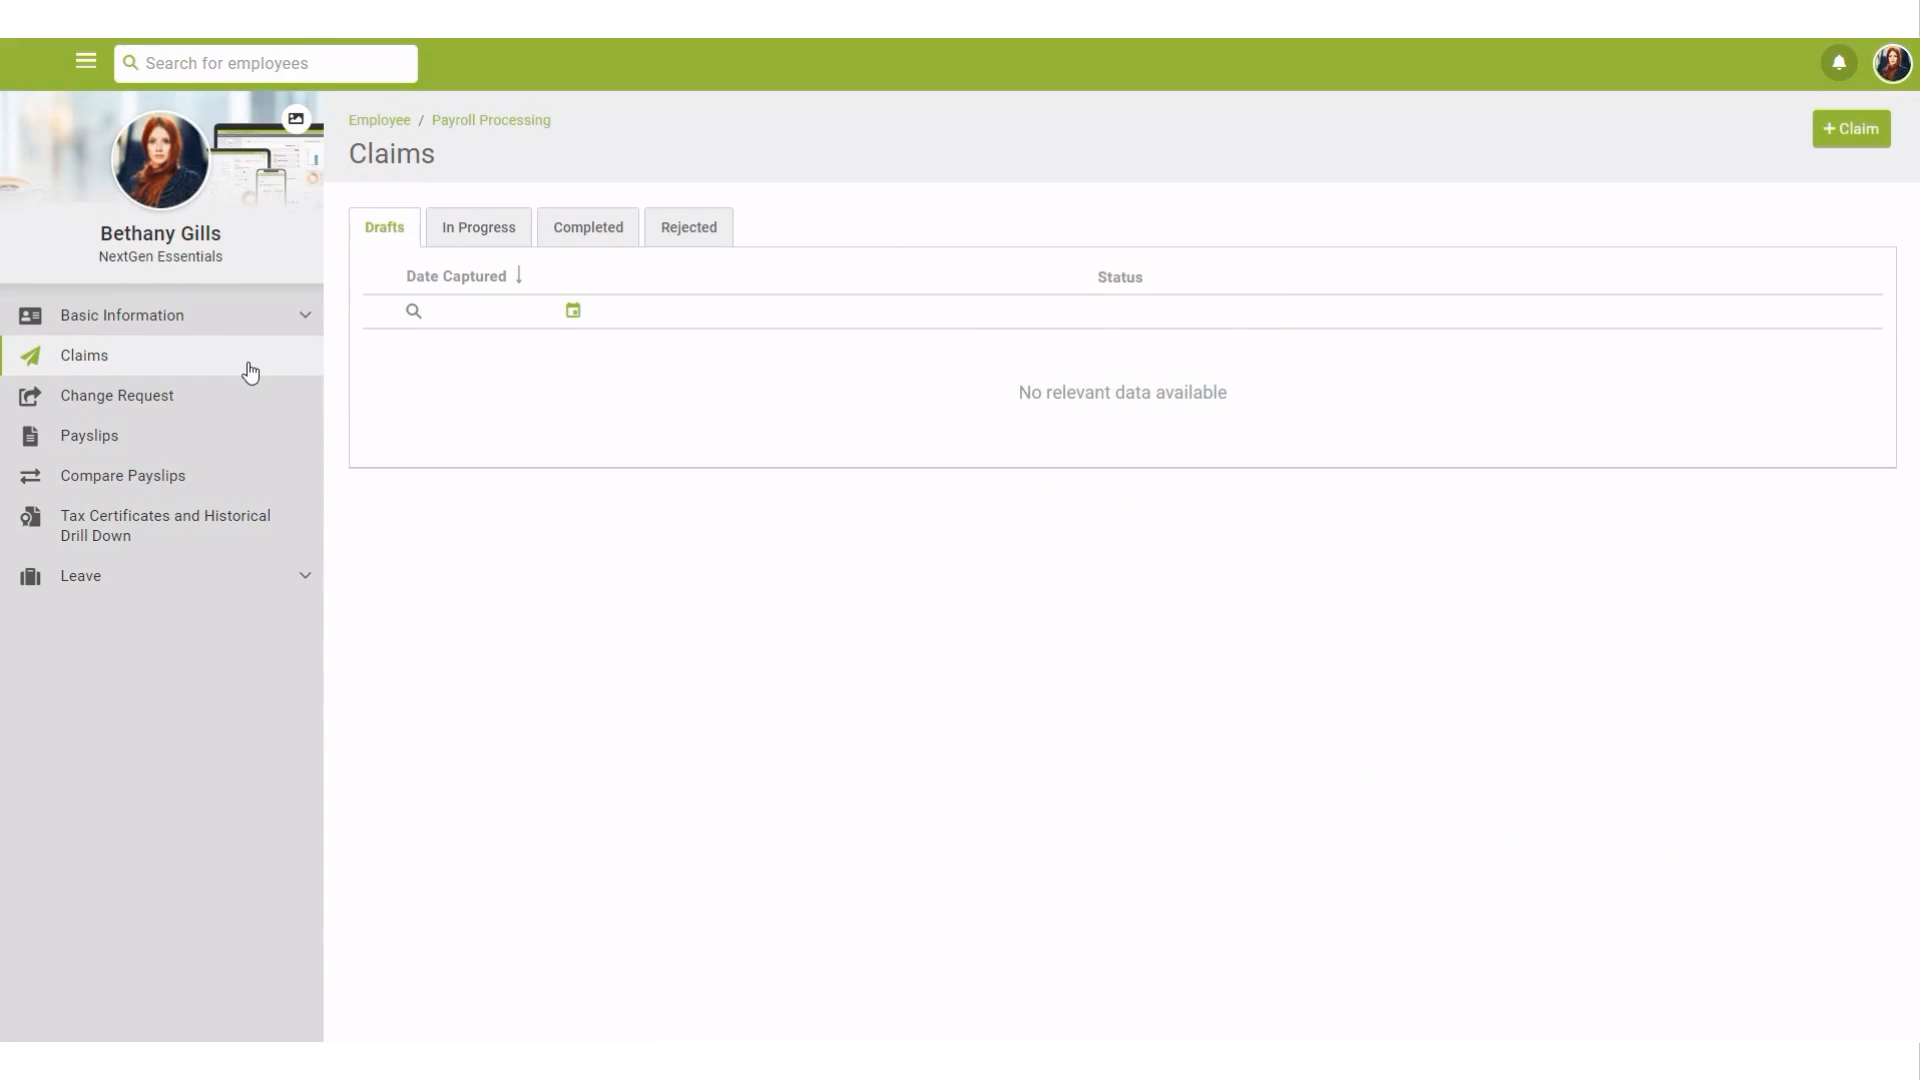 Search for employees
Employee / Payroll Processing
Claims
+ Claim
Bethany Gills
NextGen Essentials
Basic Information
Claims
Change Request
Payslips
Compare Payslips
Tax Certificates and Historical
Drill Down
Leave
Drafts
In Progress
Completed
Rejected
Date Captured ↓
Status
No relevant data available